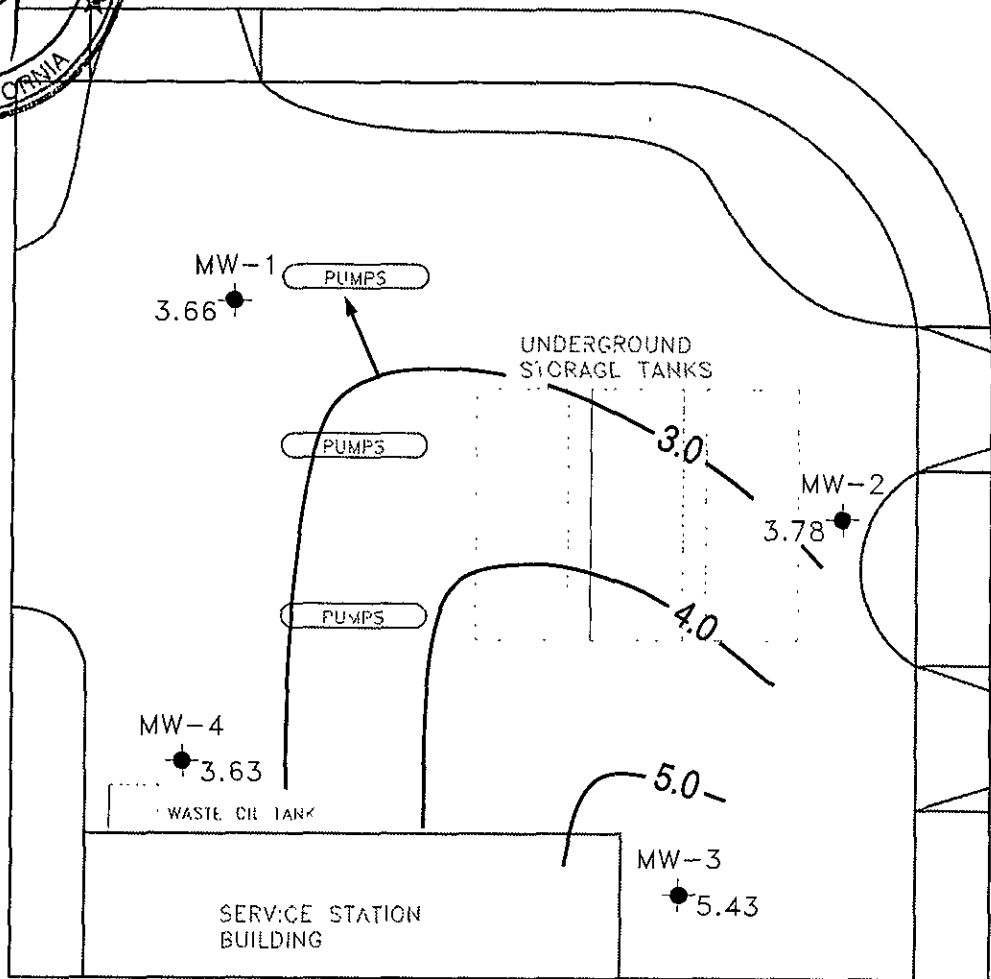 ORNIA
MW-1
PUMPS
3.66
UNDERGROUND
STORAGE TANKS
PUMPS
3.0
MW-2
3.78
PUMPS
4.0
MW-4
3.63
5.0
WASTE OIL TANK
MW-3
5.43
SERVICE STATION
BUILDING